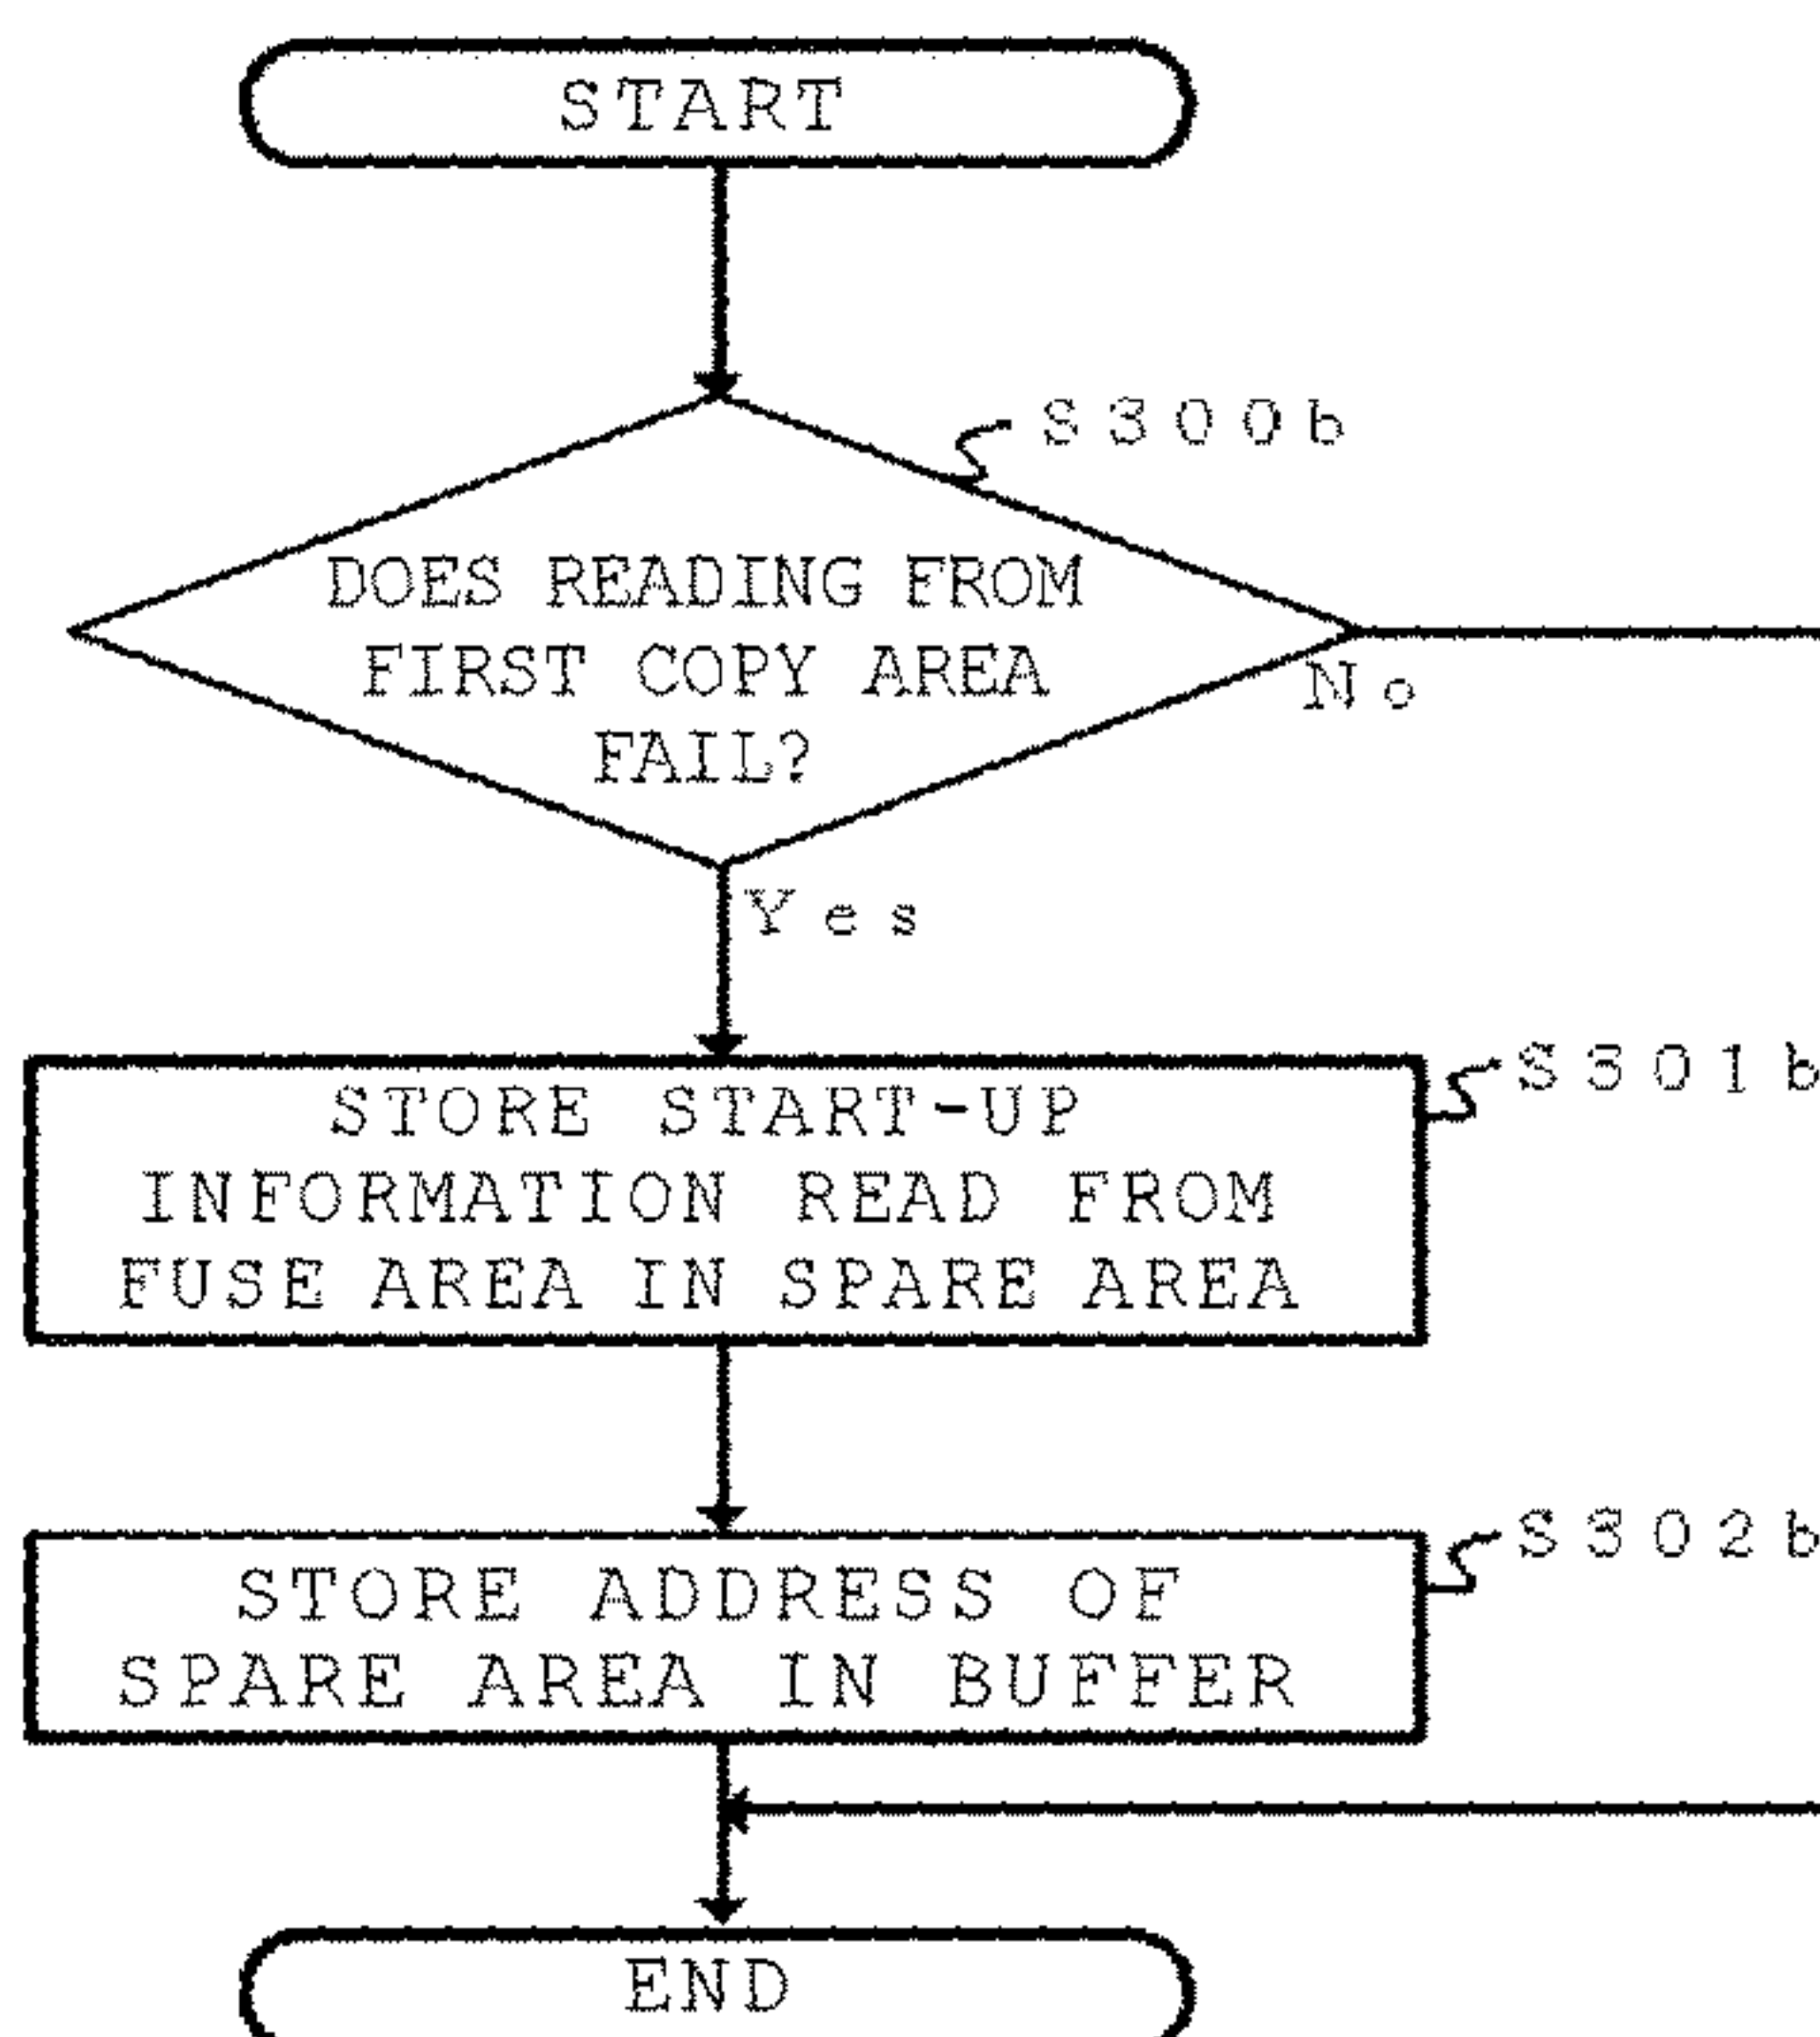 START
S300b
DOES READING FROM
FIRST COPY AREA
FAIL?
No
Yes
S301b
STORE START-UP
INFORMATION READ FROM
FUSE AREA IN SPARE AREA
S302b
STORE ADDRESS OF
SPARE AREA IN BUFFER
END